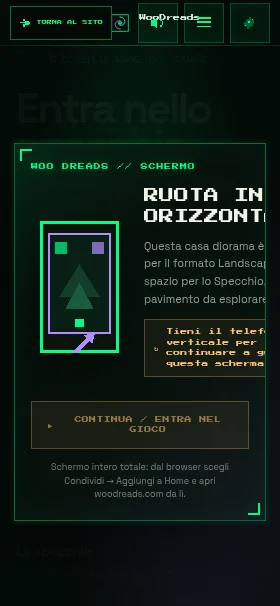 TORNA AL SITO
WooDreads
Entra nello
WOO DREADS // SCHERMO
RUOTA IN
ORIZZONT
Questa casa diorama è
per il formato Landscap
spazio per lo Specchio,
pavimento da esplorare
Tieni il telef
verticale per
continuare a g
questa scherma
CONTINUA / ENTRA NEL
GIOCO
Schermo intero totale: dal browser scegli
Condividi → Aggiungi a Home e apri
woodreads.com da lì.
Lo specchio